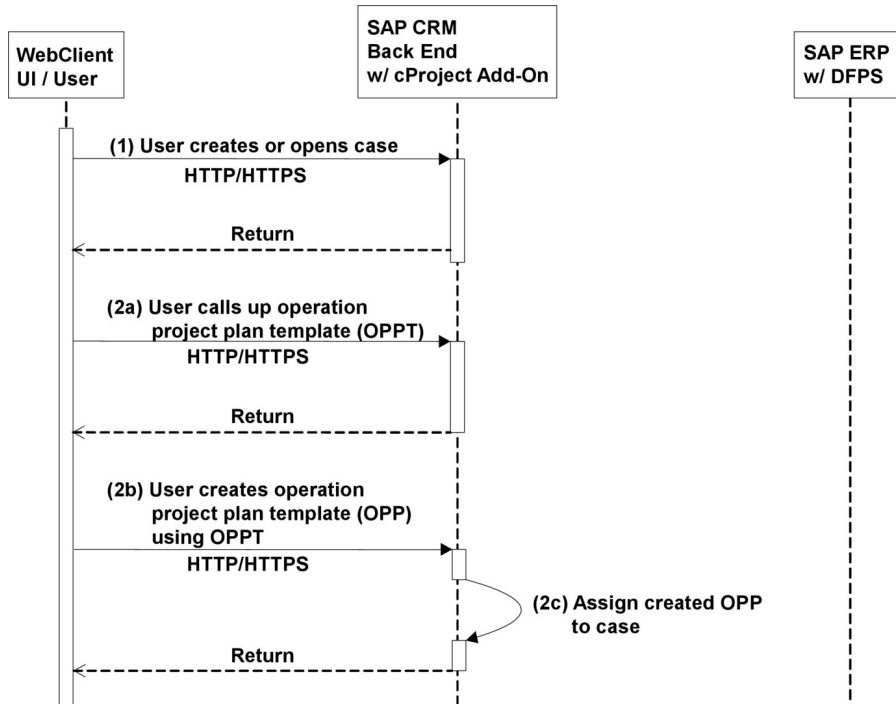 WebClient
UI / User
SAP CRM
Back End
w/ cProject Add-On
SAP ERP
w/ DFPS
(1) User creates or opens case
HTTP/HTTPS
Return
(2a) User calls up operation
project plan template (OPPT)
HTTP/HTTPS
Return
(2b) User creates operation
project plan template (OPP)
using OPPT
HTTP/HTTPS
(2c) Assign created OPP
to case
Return